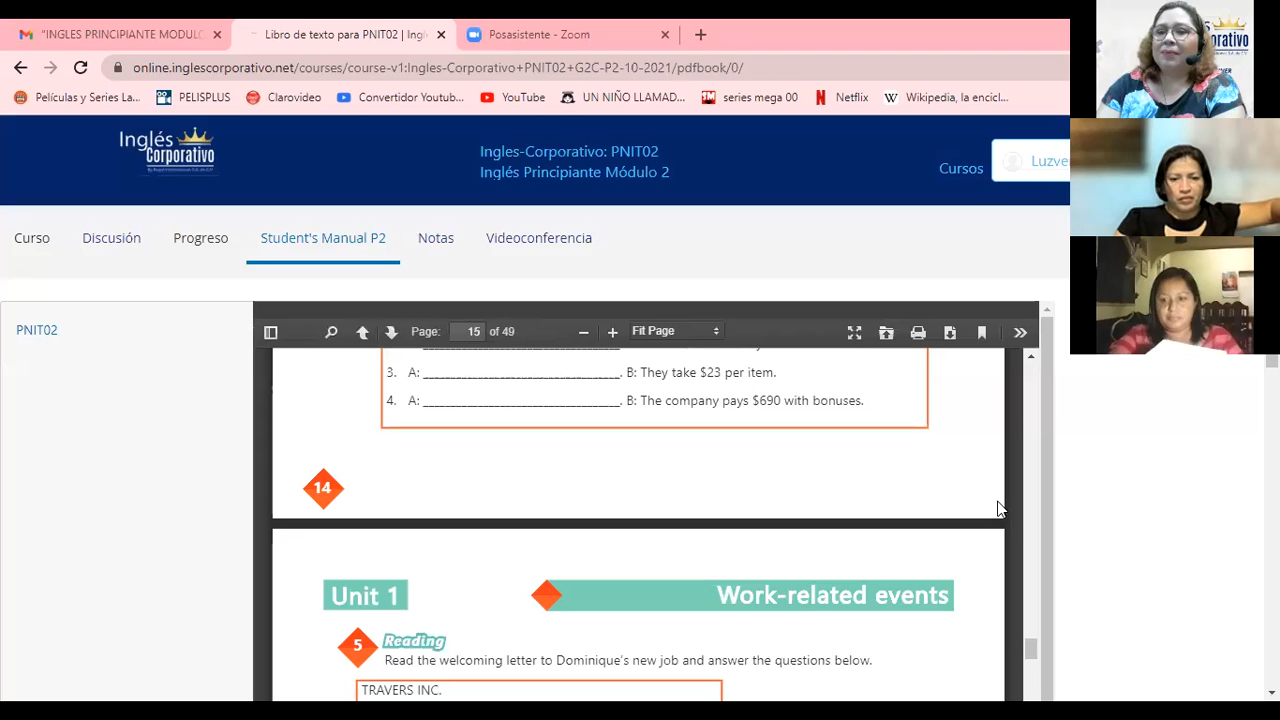 "INGLES PRINCIPIANTE MODULO
Libro de texto para PNIT02 | Ingl
Posasistente - Zoom
online.inglescorporativo.net/courses/course-v1:Ingles-Corporativo+PNIT02+G2C-P2-10-2021/pdfbook/0/
Películas y Series La...
PELISPLUS
Clarovideo
Convertidor Youtub...
YouTube
UN NIÑO LLAMAD...
series mega 00
Netflix
Wikipedia, la encicl...
Inglés
Corporativo
Ingles-Corporativo: PNIT02
Inglés Principiante Módulo 2
Cursos
Luzve
Curso
Discusión
Progreso
Student's Manual P2
Notas
Videoconferencia
PNIT02
Page: 15 of 49
Fit Page
3. A: ______________________________. B: They take $23 per item.
4. A: ______________________________. B: The company pays $690 with bonuses.
14
Unit 1
Work-related events
5 Reading
Read the welcoming letter to Dominique's new job and answer the questions below.
TRAVERS INC.